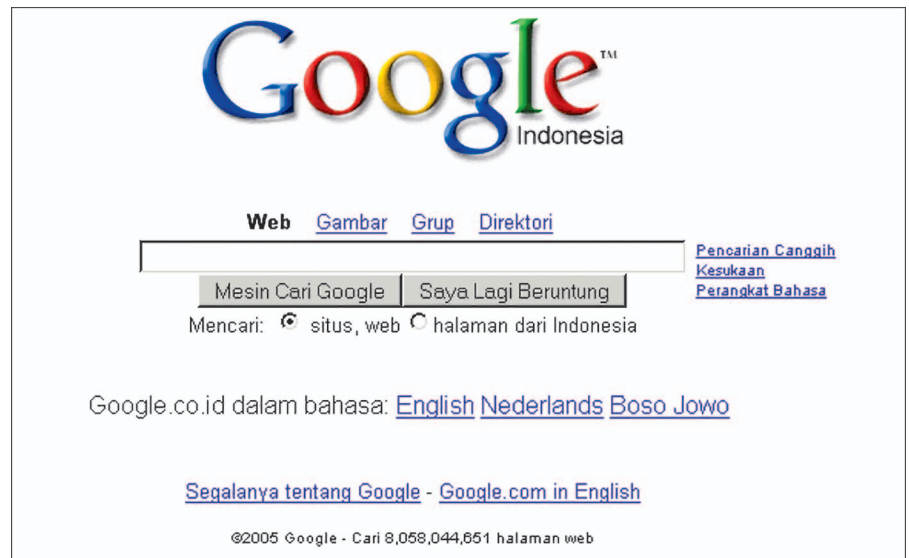 Google™
Indonesia
Web Gambar Grup Direktori
Pencarian Canggih
Kesukaan
Perangkat Bahasa
Mesin Cari Google Saya Lagi Beruntung
Mencari: situs, web halaman dari Indonesia
Google.co.id dalam bahasa: English Nederlands Boso Jowo
Segalanya tentang Google - Google.com in English
©2005 Google - Cari 8,058,044,651 halaman web